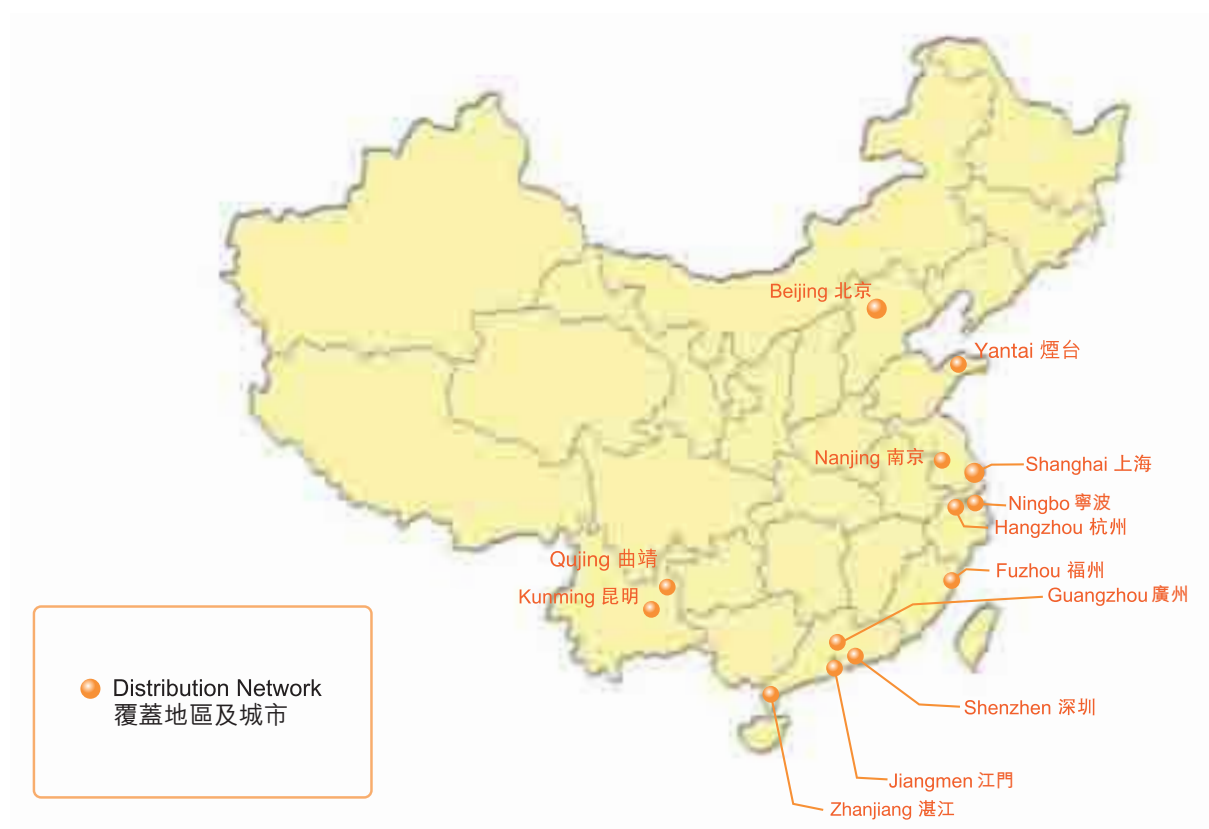 Beijing 北京
Yantai 煙台
Nanjing 南京
Shanghai 上海
Ningbo 寧波
Hangzhou 杭州
Qujing 曲靖
Fuzhou 福州
Kunming 昆明
Guangzhou 廣州
Distribution Network
覆蓋地區及城市
Shenzhen 深圳
Jiangmen 江門
Zhanjiang 湛江